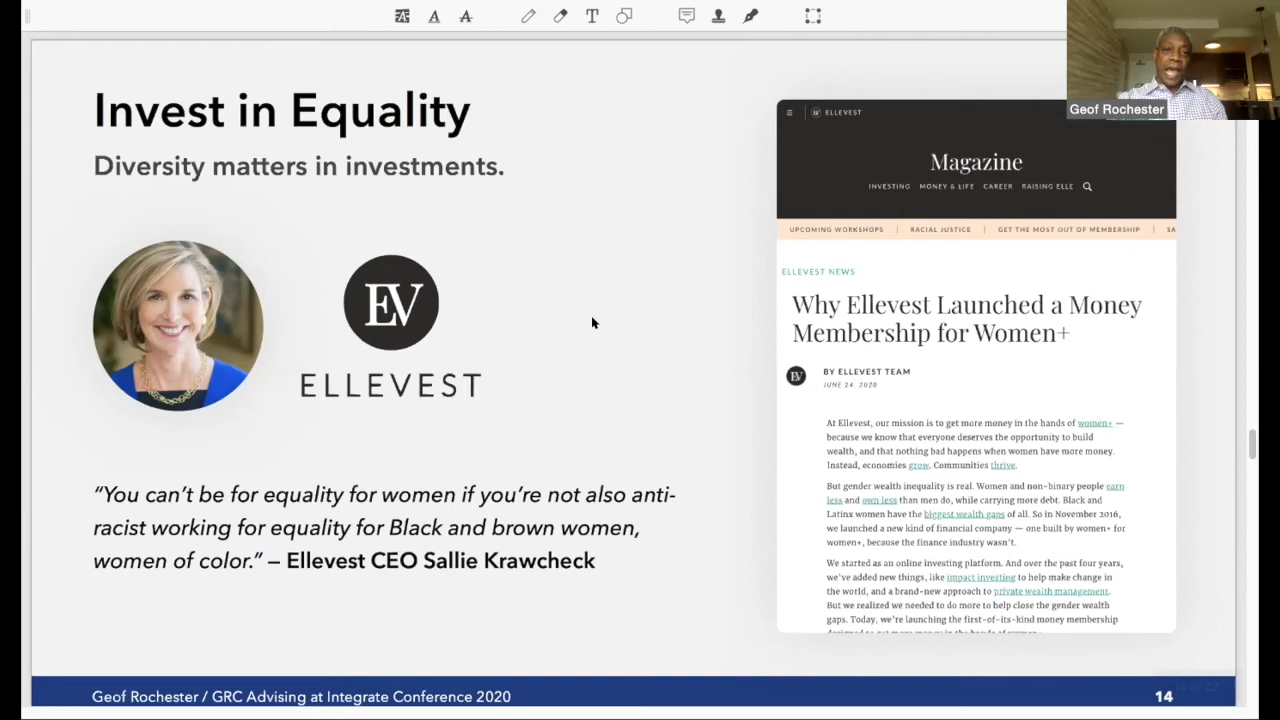 Geof Rochester
Invest in Equality
Diversity matters in investments.
EV
ELLEVEST
“You can’t be for equality for women if you’re not also anti-
racist working for equality for Black and brown women,
women of color.” – Ellevest CEO Sallie Krawcheck
ELLEVEST
Magazine
INVESTING MONEY & LIFE CAREER RAISING ELLE
UPCOMING WORKSHOPS | RACIAL JUSTICE | GET THE MOST OUT OF MEMBERSHIP | SA
ELLEVEST NEWS
Why Ellevest Launched a Money
Membership for Women+
EV
BY ELLEVEST TEAM
JUNE 24, 2020
At Ellevest, our mission is to get more money in the hands of women+ —
because we know that everyone deserves the opportunity to build
wealth, and that nothing bad happens when women have more money.
Instead, economies grow. Communities thrive.
But gender wealth inequality is real. Women and non-binary people earn
less and own less than men do, while carrying more debt. Black and
Latinx women have the biggest wealth gaps of all. So in November 2016,
we launched a new kind of financial company — one built by women+ for
women+, because the finance industry wasn’t.
We started as an online investing platform. And over the past four years,
we’ve added new things, like impact investing to help make change in
the world, and a brand-new approach to private wealth management.
But we realized we needed to do more to help close the gender wealth
gaps. Today, we’re launching the first-of-its-kind money membership
Geof Rochester / GRC Advising at Integrate Conference 2020
14